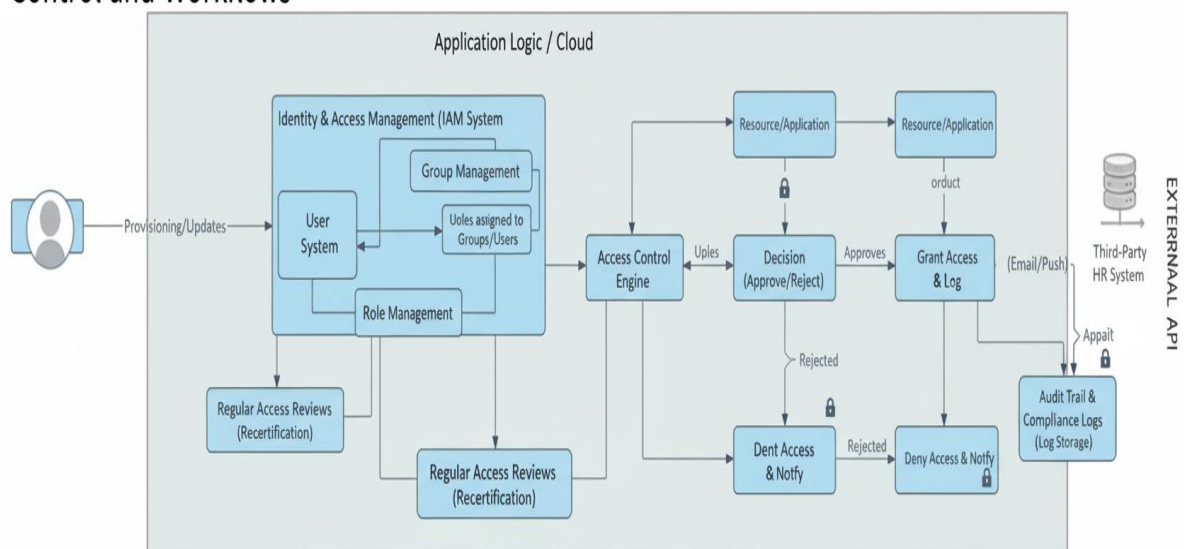 Control and Workflows
Application Logic / Cloud
Identity & Access Management (IAM System
Group Management
User
System
Uoles assigned to
Groups/Users
Role Management
Provisioning/Updates
Resource/Application
Resource/Application
orduct
Access Control
Engine
Uples
Decision
(Approve/Reject)
Approves
Grant Access
& Log
(Email/Push)
Third-Party
HR System
EXTERRNAAL API
Appait
Rejected
Regular Access Reviews
(Recertification)
Regular Access Reviews
(Recertification)
Dent Access
& Notfy
Rejected
Deny Access & Notfy
Audit Trail &
Compliance Logs
(Log Storage)